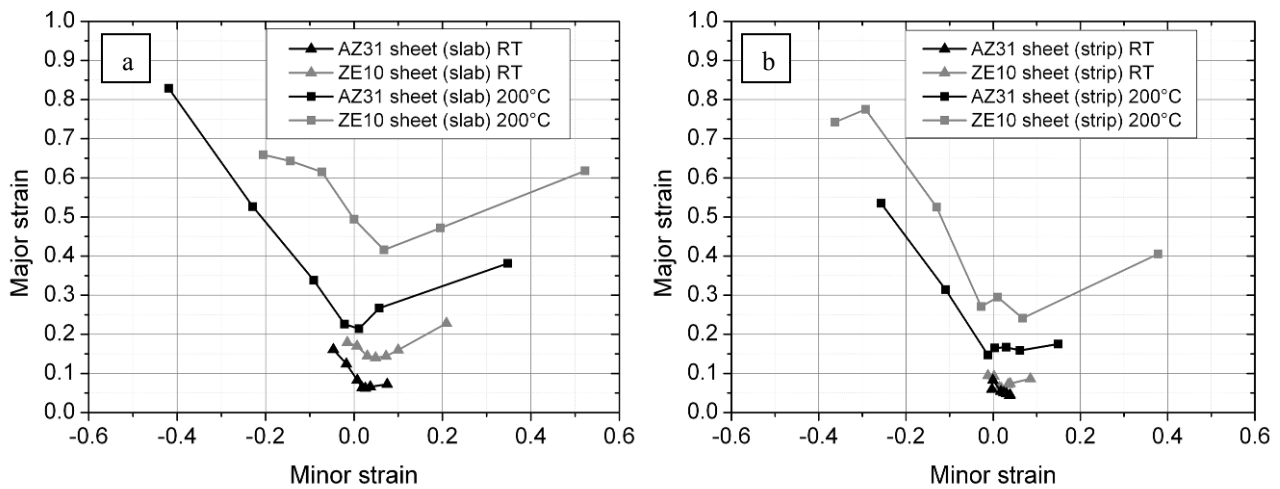 a
AZ31 sheet (slab) RT
ZE10 sheet (slab) RT
AZ31 sheet (slab) 200°C
ZE10 sheet (slab) 200°C
Major strain
1.0
0.9
0.8
0.7
0.6
0.5
0.4
0.3
0.2
0.1
0.0
-0.6 -0.4 -0.2 0.0 0.2 0.4 0.6
Minor strain
b
AZ31 sheet (strip) RT
ZE10 sheet (strip) RT
AZ31 sheet (strip) 200°C
ZE10 sheet (strip) 200°C
Major strain
1.0
0.9
0.8
0.7
0.6
0.5
0.4
0.3
0.2
0.1
0.0
-0.6 -0.4 -0.2 0.0 0.2 0.4 0.6
Minor strain